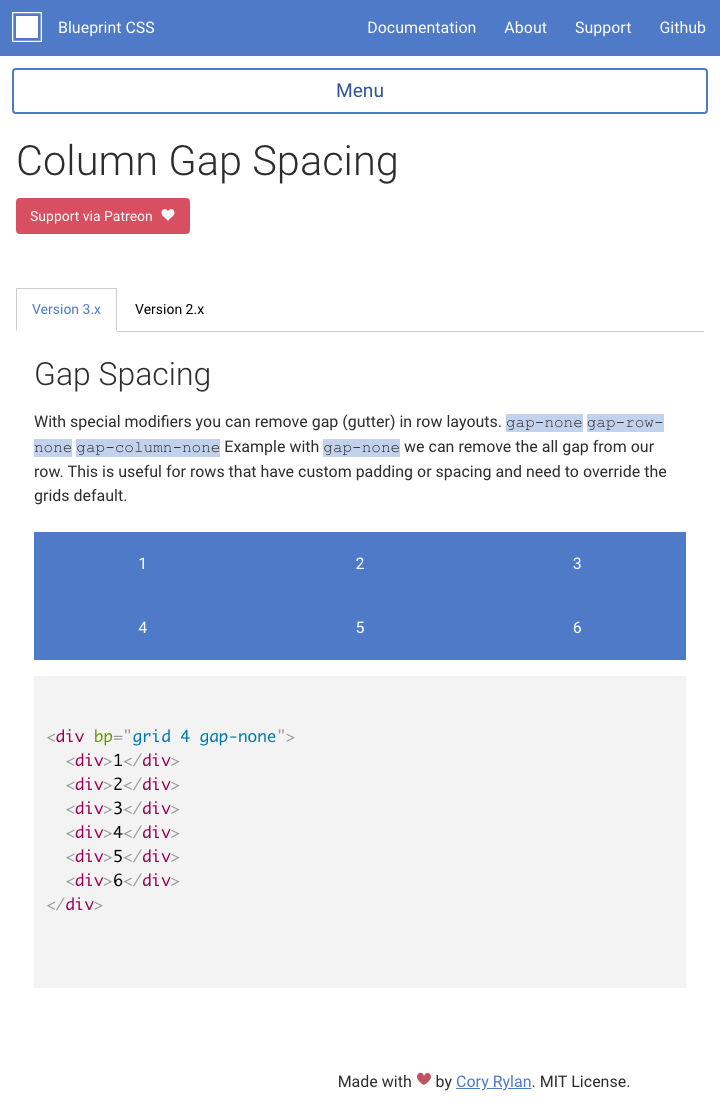 Blueprint CSS Documentation About Support Github
Menu
Column Gap Spacing
Support via Patreon
Version 3.x Version 2.x
Gap Spacing
With special modifiers you can remove gap (gutter) in row layouts. gap-none gap-row-
none gap-column-none Example with gap-none we can remove the all gap from our
row. This is useful for rows that have custom padding or spacing and need to override the
grids default.
1 2 3
4 5 6
<div bp="grid 4 gap-none">
  <div>1</div>
  <div>2</div>
  <div>3</div>
  <div>4</div>
  <div>5</div>
  <div>6</div>
</div>
Made with ♥ by Cory Rylan. MIT License.